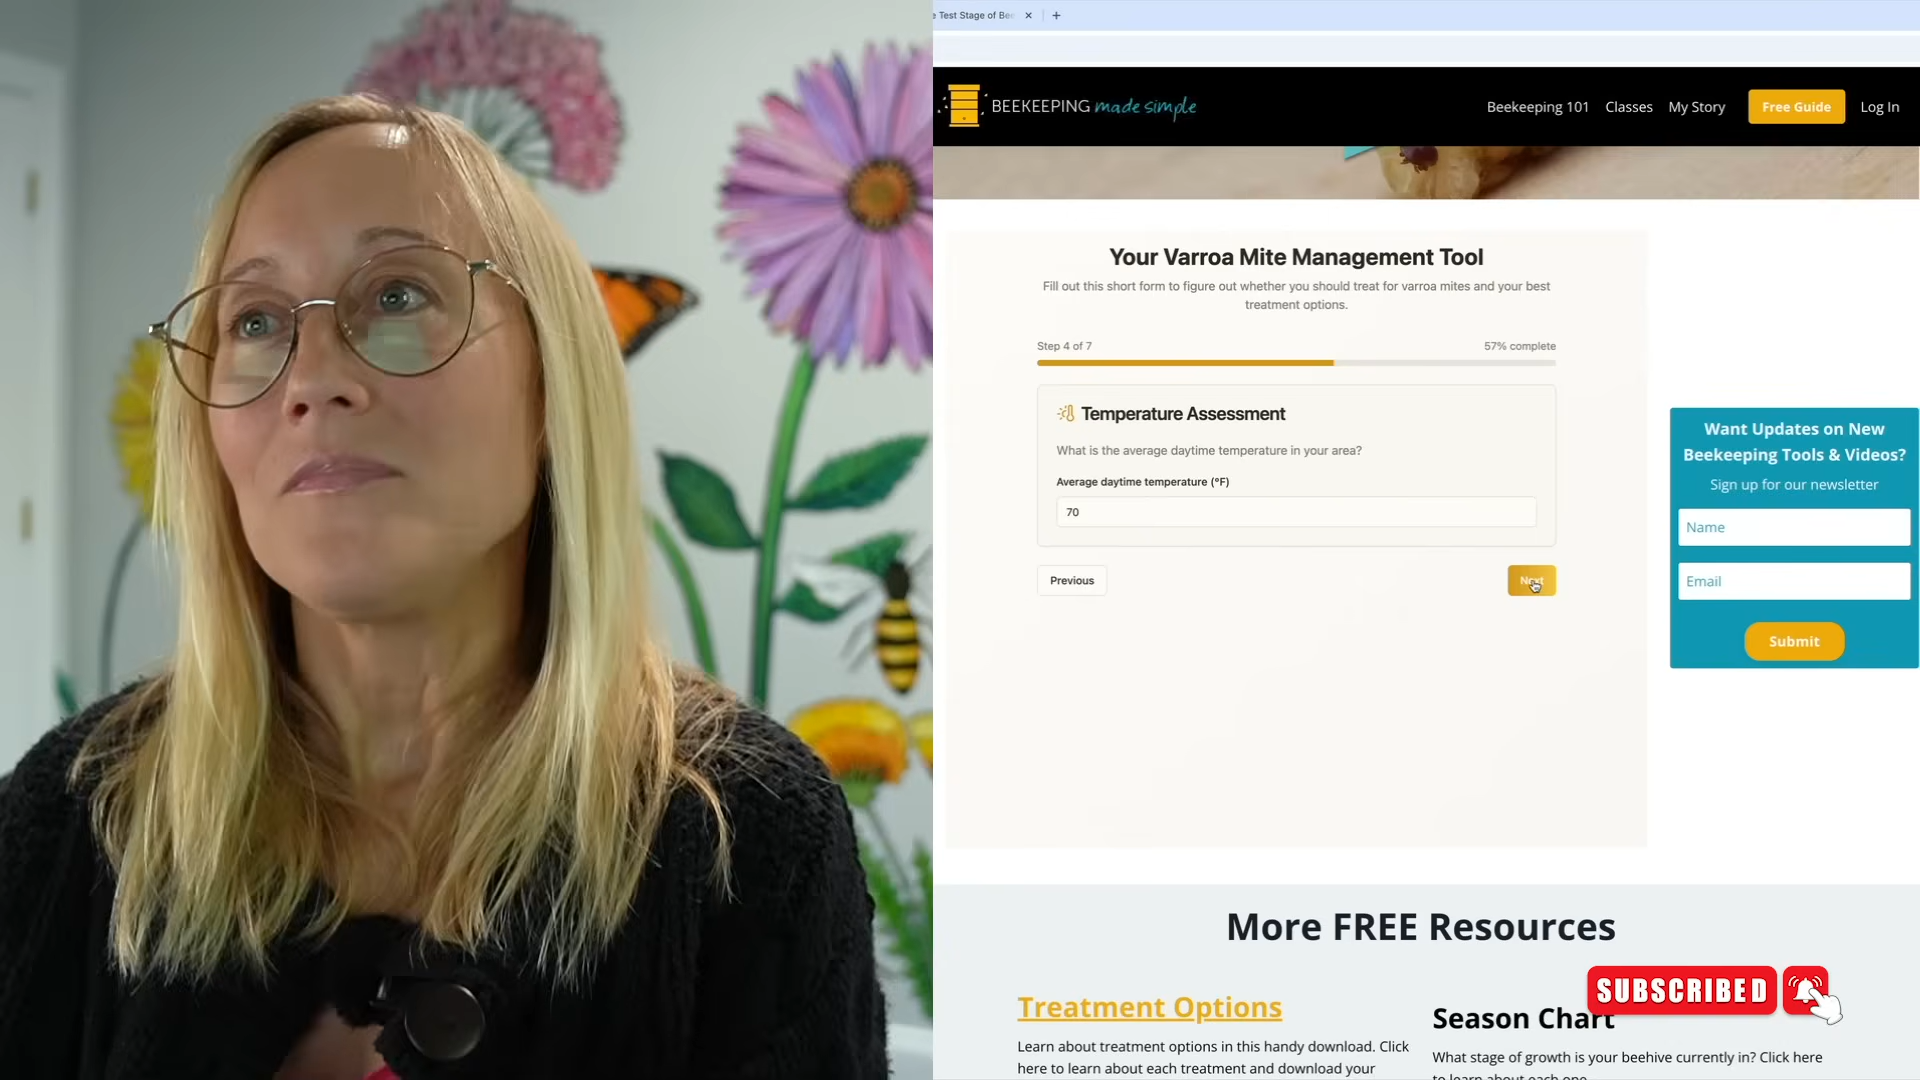 Test Stage of Be
BEEKEEPING made simple
Beekeeping 101
Classes
My Story
Free Guide
Log In
Your Varroa Mite Management Tool
Fill out this short form to figure out whether you should treat for varroa mites and your best
treatment options.
Step 4 of 7
57% complete
Temperature Assessment
What is the average daytime temperature in your area?
Average daytime temperature (°F)
70
Previous
Next
Want Updates on New
Beekeeping Tools & Videos?
Sign up for our newsletter
Name
Email
Submit
More FREE Resources
Treatment Options
Learn about treatment options in this handy download. Click
here to learn about each treatment and download your
Season Chart
What stage of growth is your beehive currently in? Click here
to learn about each one
SUBSCRIBED